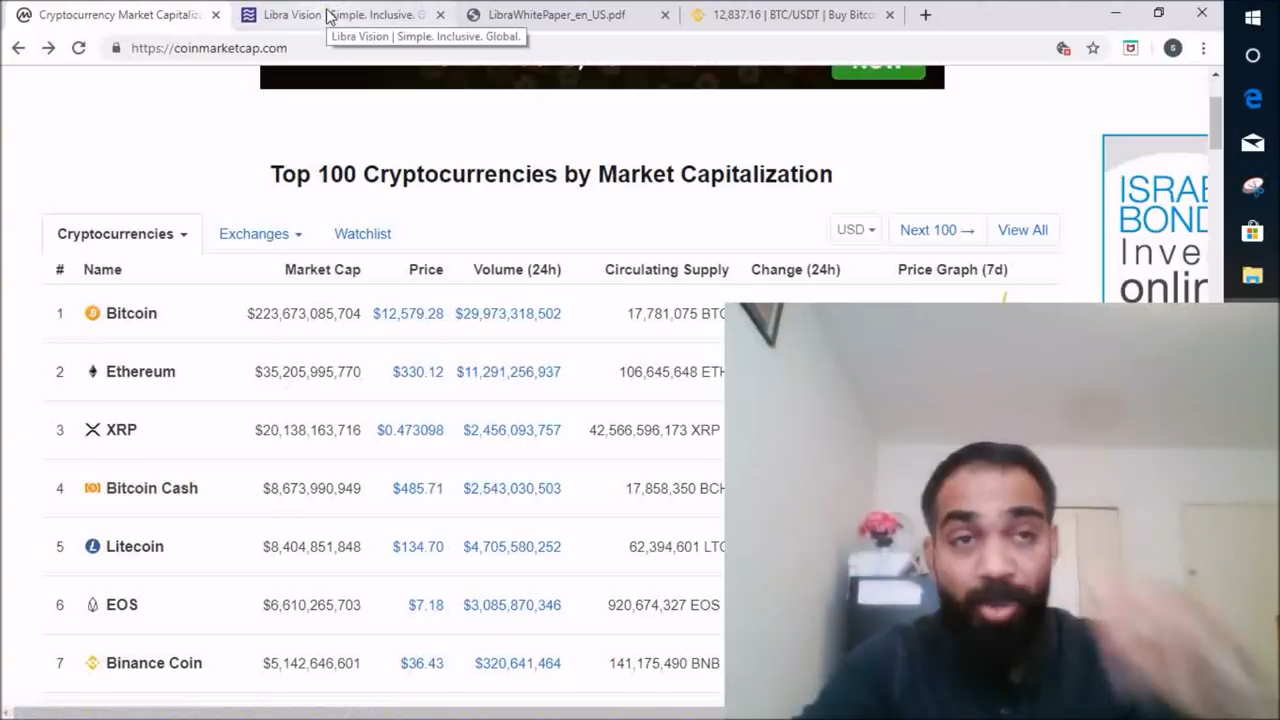 Cryptocurrency Market Capitaliz
Libra Vision | Simple. Inclusive. G
LibraWhitePaper_en_US.pdf
12,837.16 | BTC/USDT | Buy Bitco
Libra Vision | Simple. Inclusive. Global.
https://coinmarketcap.com
S
Top 100 Cryptocurrencies by Market Capitalization
Cryptocurrencies Exchanges Watchlist USD Next 100 → View All
# Name Market Cap Price Volume (24h) Circulating Supply Change (24h) Price Graph (7d)
1 Bitcoin $223,673,085,704 $12,579.28 $29,973,318,502 17,781,075 BTC
2 Ethereum $35,205,995,770 $330.12 $11,291,256,937 106,645,648 ETH
3 XRP $20,138,163,716 $0.473098 $2,456,093,757 42,566,596,173 XRP
4 Bitcoin Cash $8,673,990,949 $485.71 $2,543,030,503 17,858,350 BCH
5 Litecoin $8,404,851,848 $134.70 $4,705,580,252 62,394,601 LTC
6 EOS $6,610,265,703 $7.18 $3,085,870,346 920,674,327 EOS
7 Binance Coin $5,142,646,601 $36.43 $320,641,464 141,175,490 BNB
ISRAE
BOND
Inve
onlin